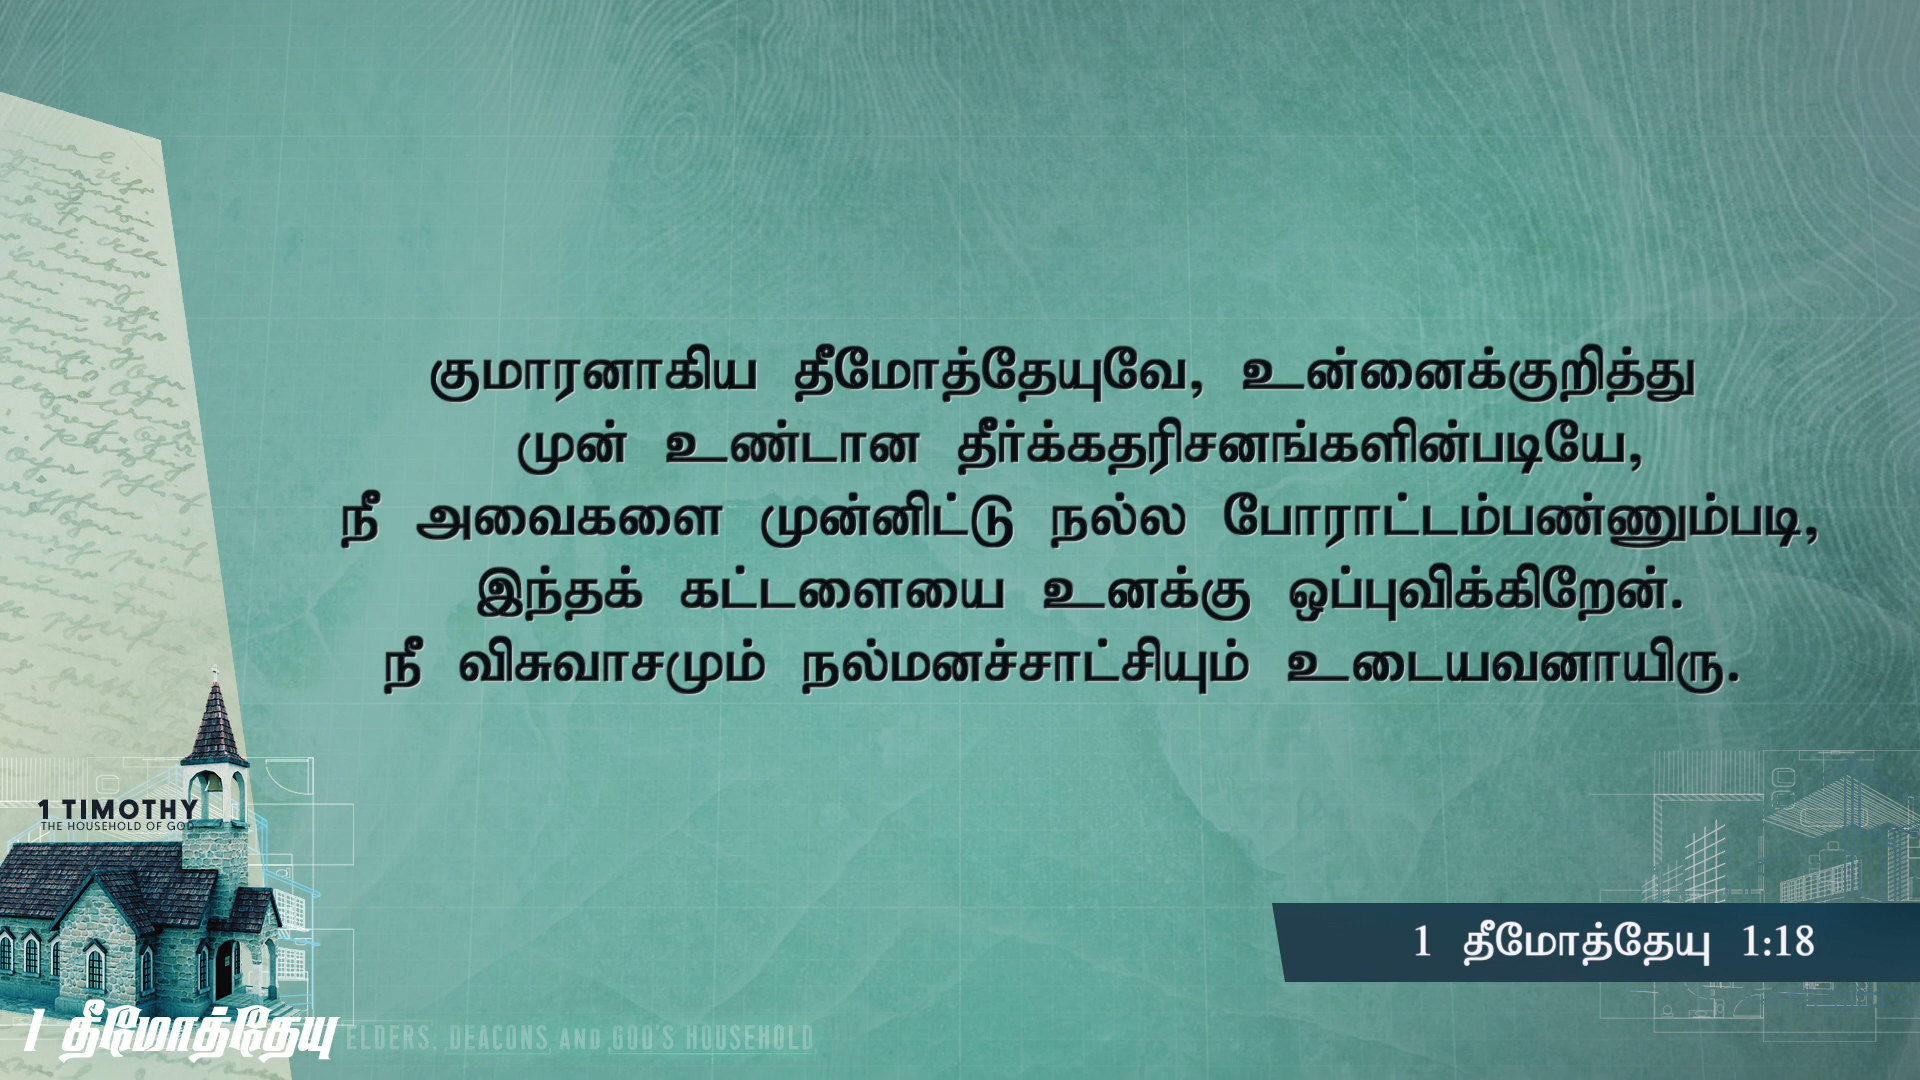 குமாரனாகிய தீமோத்தேயுவே, உன்னைக்குறித்து
முன் உண்டான தீர்க்கதரிசனங்களின்படியே,
நீ அவைகளை முன்னிட்டு நல்ல போராட்டம்பண்ணும்படி,
இந்தக் கட்டளையை உனக்கு ஒப்புவிக்கிறேன்.
நீ விசுவாசமும் நல்மனச்சாட்சியும் உடையவனாயிரு.
1 TIMOTHY
THE HOUSEHOLD OF GOD
1 தீமோத்தேயு 1:18
1 தீமோத்தேயு
ELDERS, DEACONS AND GOD'S HOUSEHOLD